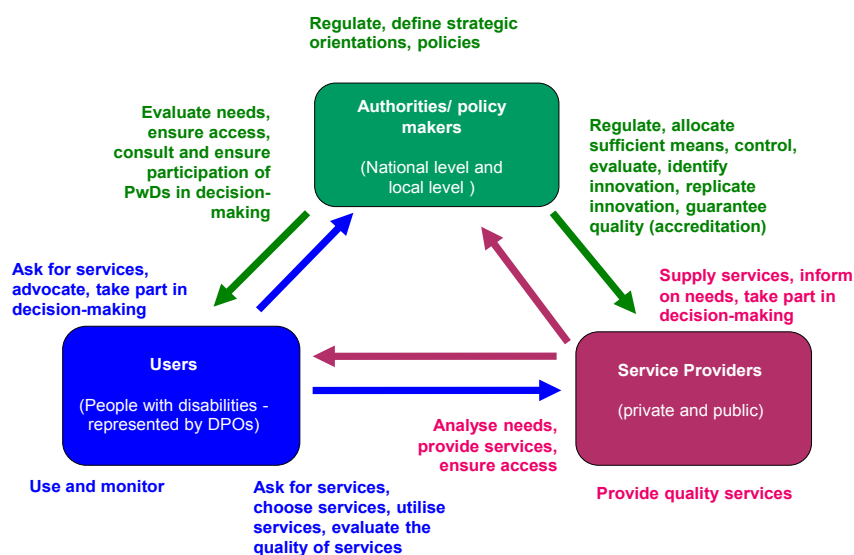 Regulate, define strategic
orientations, policies
Authorities/ policy
makers
(National level and
local level )
Evaluate needs,
ensure access,
consult and ensure
participation of
PwDs in decision-
making
Regulate, allocate
sufficient means, control,
evaluate, identify
innovation, replicate
innovation, guarantee
quality (accreditation)
Ask for services,
advocate, take part in
decision-making
Supply services, inform
on needs, take part in
decision-making
Users
(People with disabilities -
represented by DPOs)
Service Providers
(private and public)
Analyse needs,
provide services,
ensure access
Use and monitor
Ask for services,
choose services, utilise
services, evaluate the
quality of services
Provide quality services